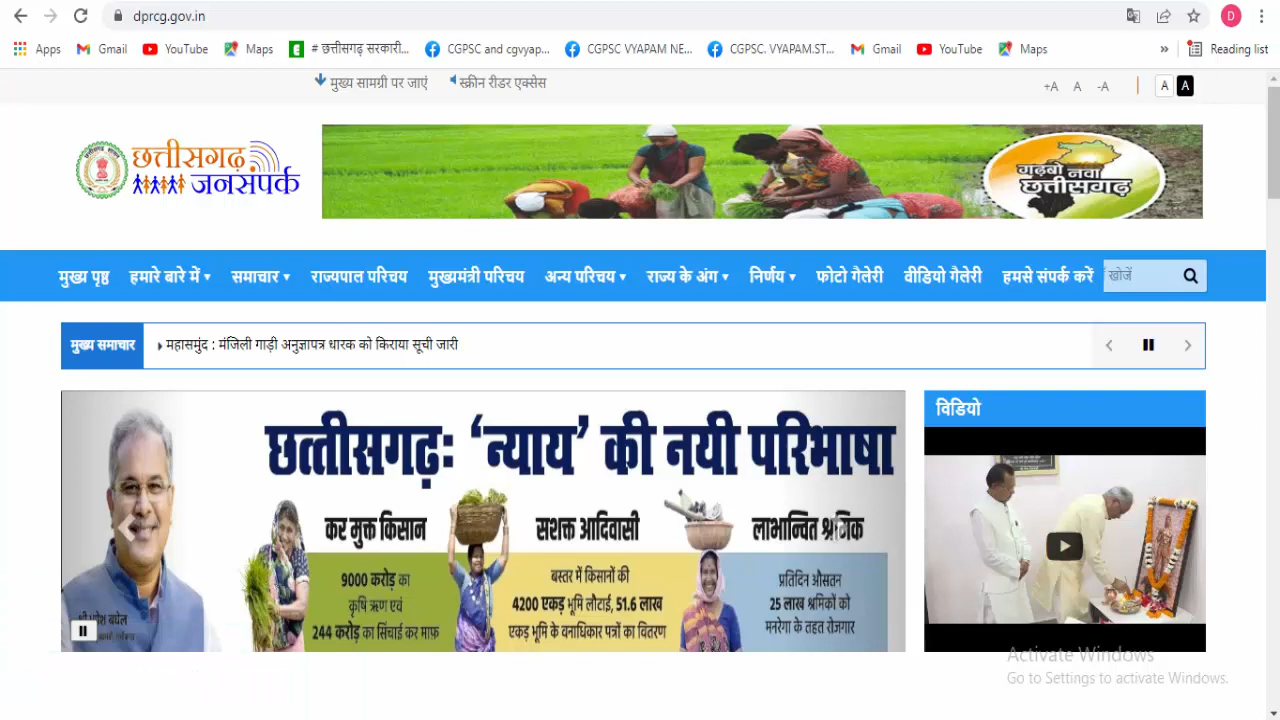 dprcg.gov.in
D
Apps Gmail YouTube Maps # छत्तीसगढ़ सरकारी... CGPSC and cgvyap... CGPSC VYAPAM NE... CGPSC. VYAPAM.ST... Gmail YouTube Maps » Reading list
मुख्य सामग्री पर जाएं स्क्रीन रीडर एक्सेस +A A -A A A
छत्तीसगढ़
जनसंपर्क
गढ़बो नवा
छत्तीसगढ़
मुख्य पृष्ठ हमारे बारे में समाचार राज्यपाल परिचय मुख्यमंत्री परिचय अन्य परिचय राज्य के अंग निर्णय फोटो गैलेरी वीडियो गैलेरी हमसे संपर्क करें खोजें
मुख्य समाचार महासमुंद : मंजिली गाड़ी अनुज्ञापत्र धारक को किराया सूची जारी
छत्तीसगढ़: ‘न्याय’ की नयी परिभाषा
कर मुक्त किसान
9000 करोड़ का
कृषि ऋण एवं
244 करोड़ का सिंचाई कर माफ़
सशक्त आदिवासी
बस्तर में किसानों की
4200 एकड़ भूमि लौटाई, 51.6 लाख
एकड़ भूमि के वनाधिकार पत्रों का वितरण
लाभान्वित श्रमिक
प्रतिदिन औसतन
25 लाख श्रमिकों को
मनरेगा के तहत रोजगार
विडियो
Activate Windows
Go to Settings to activate Windows.